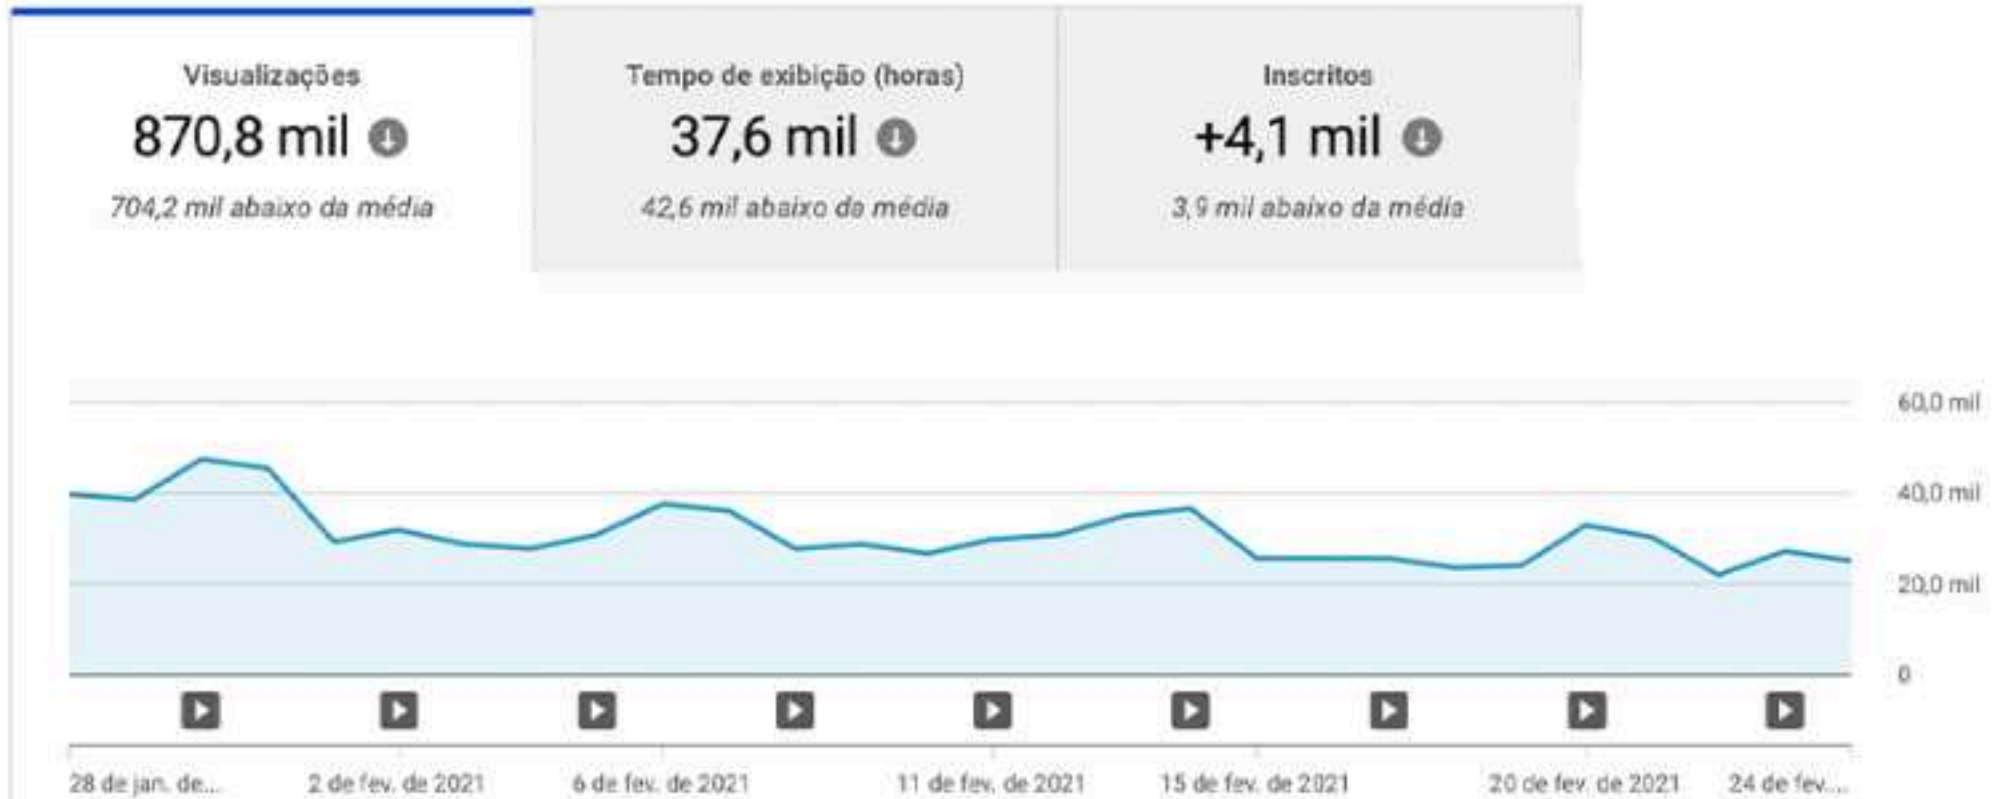 Visualizações
870,8 mil
704,2 mil abaixo da média
Tempo de exibição (horas)
37,6 mil
42,6 mil abaixo da média
Inscritos
+4,1 mil
3,9 mil abaixo da média
60,0 mil
40,0 mil
20,0 mil
0
28 de jan. de...
2 de fev. de 2021
6 de fev. de 2021
11 de fev. de 2021
15 de fev. de 2021
20 de fev. de 2021
24 de fev....